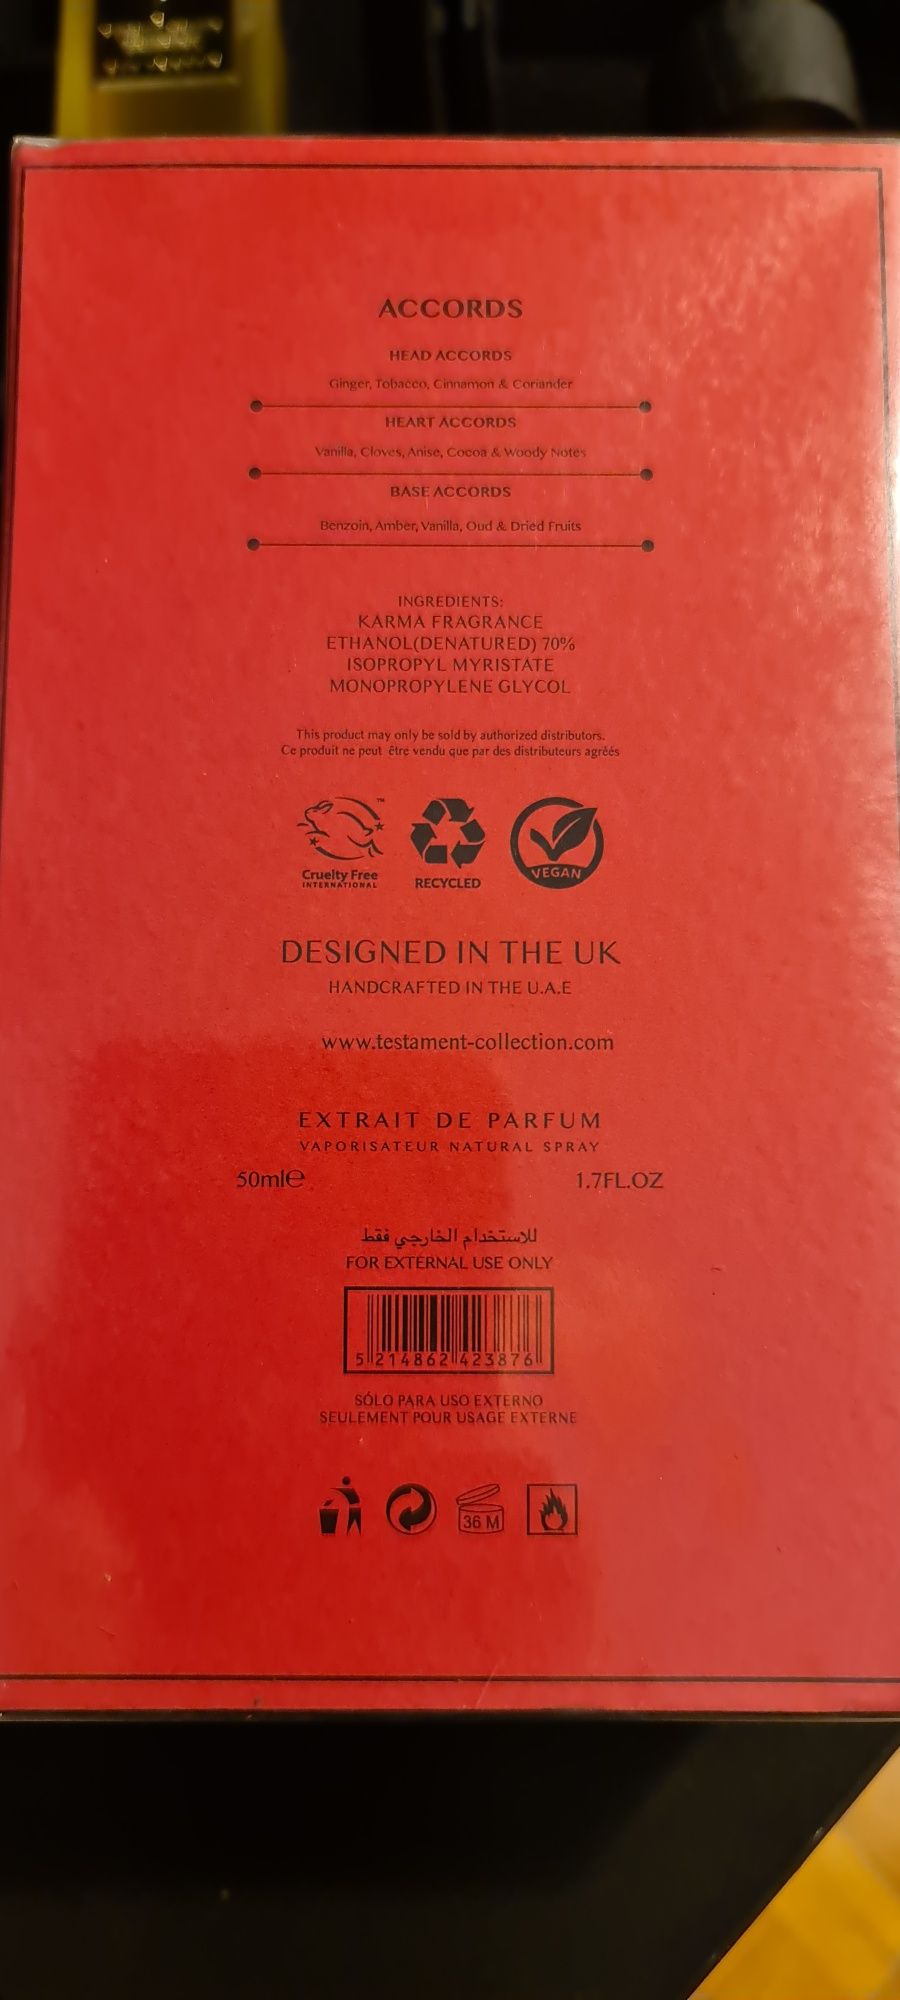 ACCORDS
HEAD ACCORDS
Ginger, Tobacco, Cinnamon & Coriander
HEART ACCORDS
Vanilla, Cloves, Anise, Cocoa & Woody Notes
BASE ACCORDS
Benzoin, Amber, Vanilla, Oud & Dried Fruits
INGREDIENTS:
KARMA FRAGRANCE
ETHANOL(DENATURED) 70%
ISOPROPYL MYRISTATE
MONOPROPYLENE GLYCOL
This product may only be sold by authorized distributors.
Ce produit ne peut être vendu que par des distributeurs agréés
Cruelty Free
INTERNATIONAL
™
RECYCLED
VEGAN
DESIGNED IN THE UK
HANDCRAFTED IN THE U.A.E
www.testament-collection.com
EXTRAIT DE PARFUM
VAPORISATEUR NATURAL SPRAY
50ml℮ 1.7FL.OZ
للاستخدام الخارجي فقط
FOR EXTERNAL USE ONLY
5 214862 423876
SÓLO PARA USO EXTERNO
SEULEMENT POUR USAGE EXTERNE
36 M